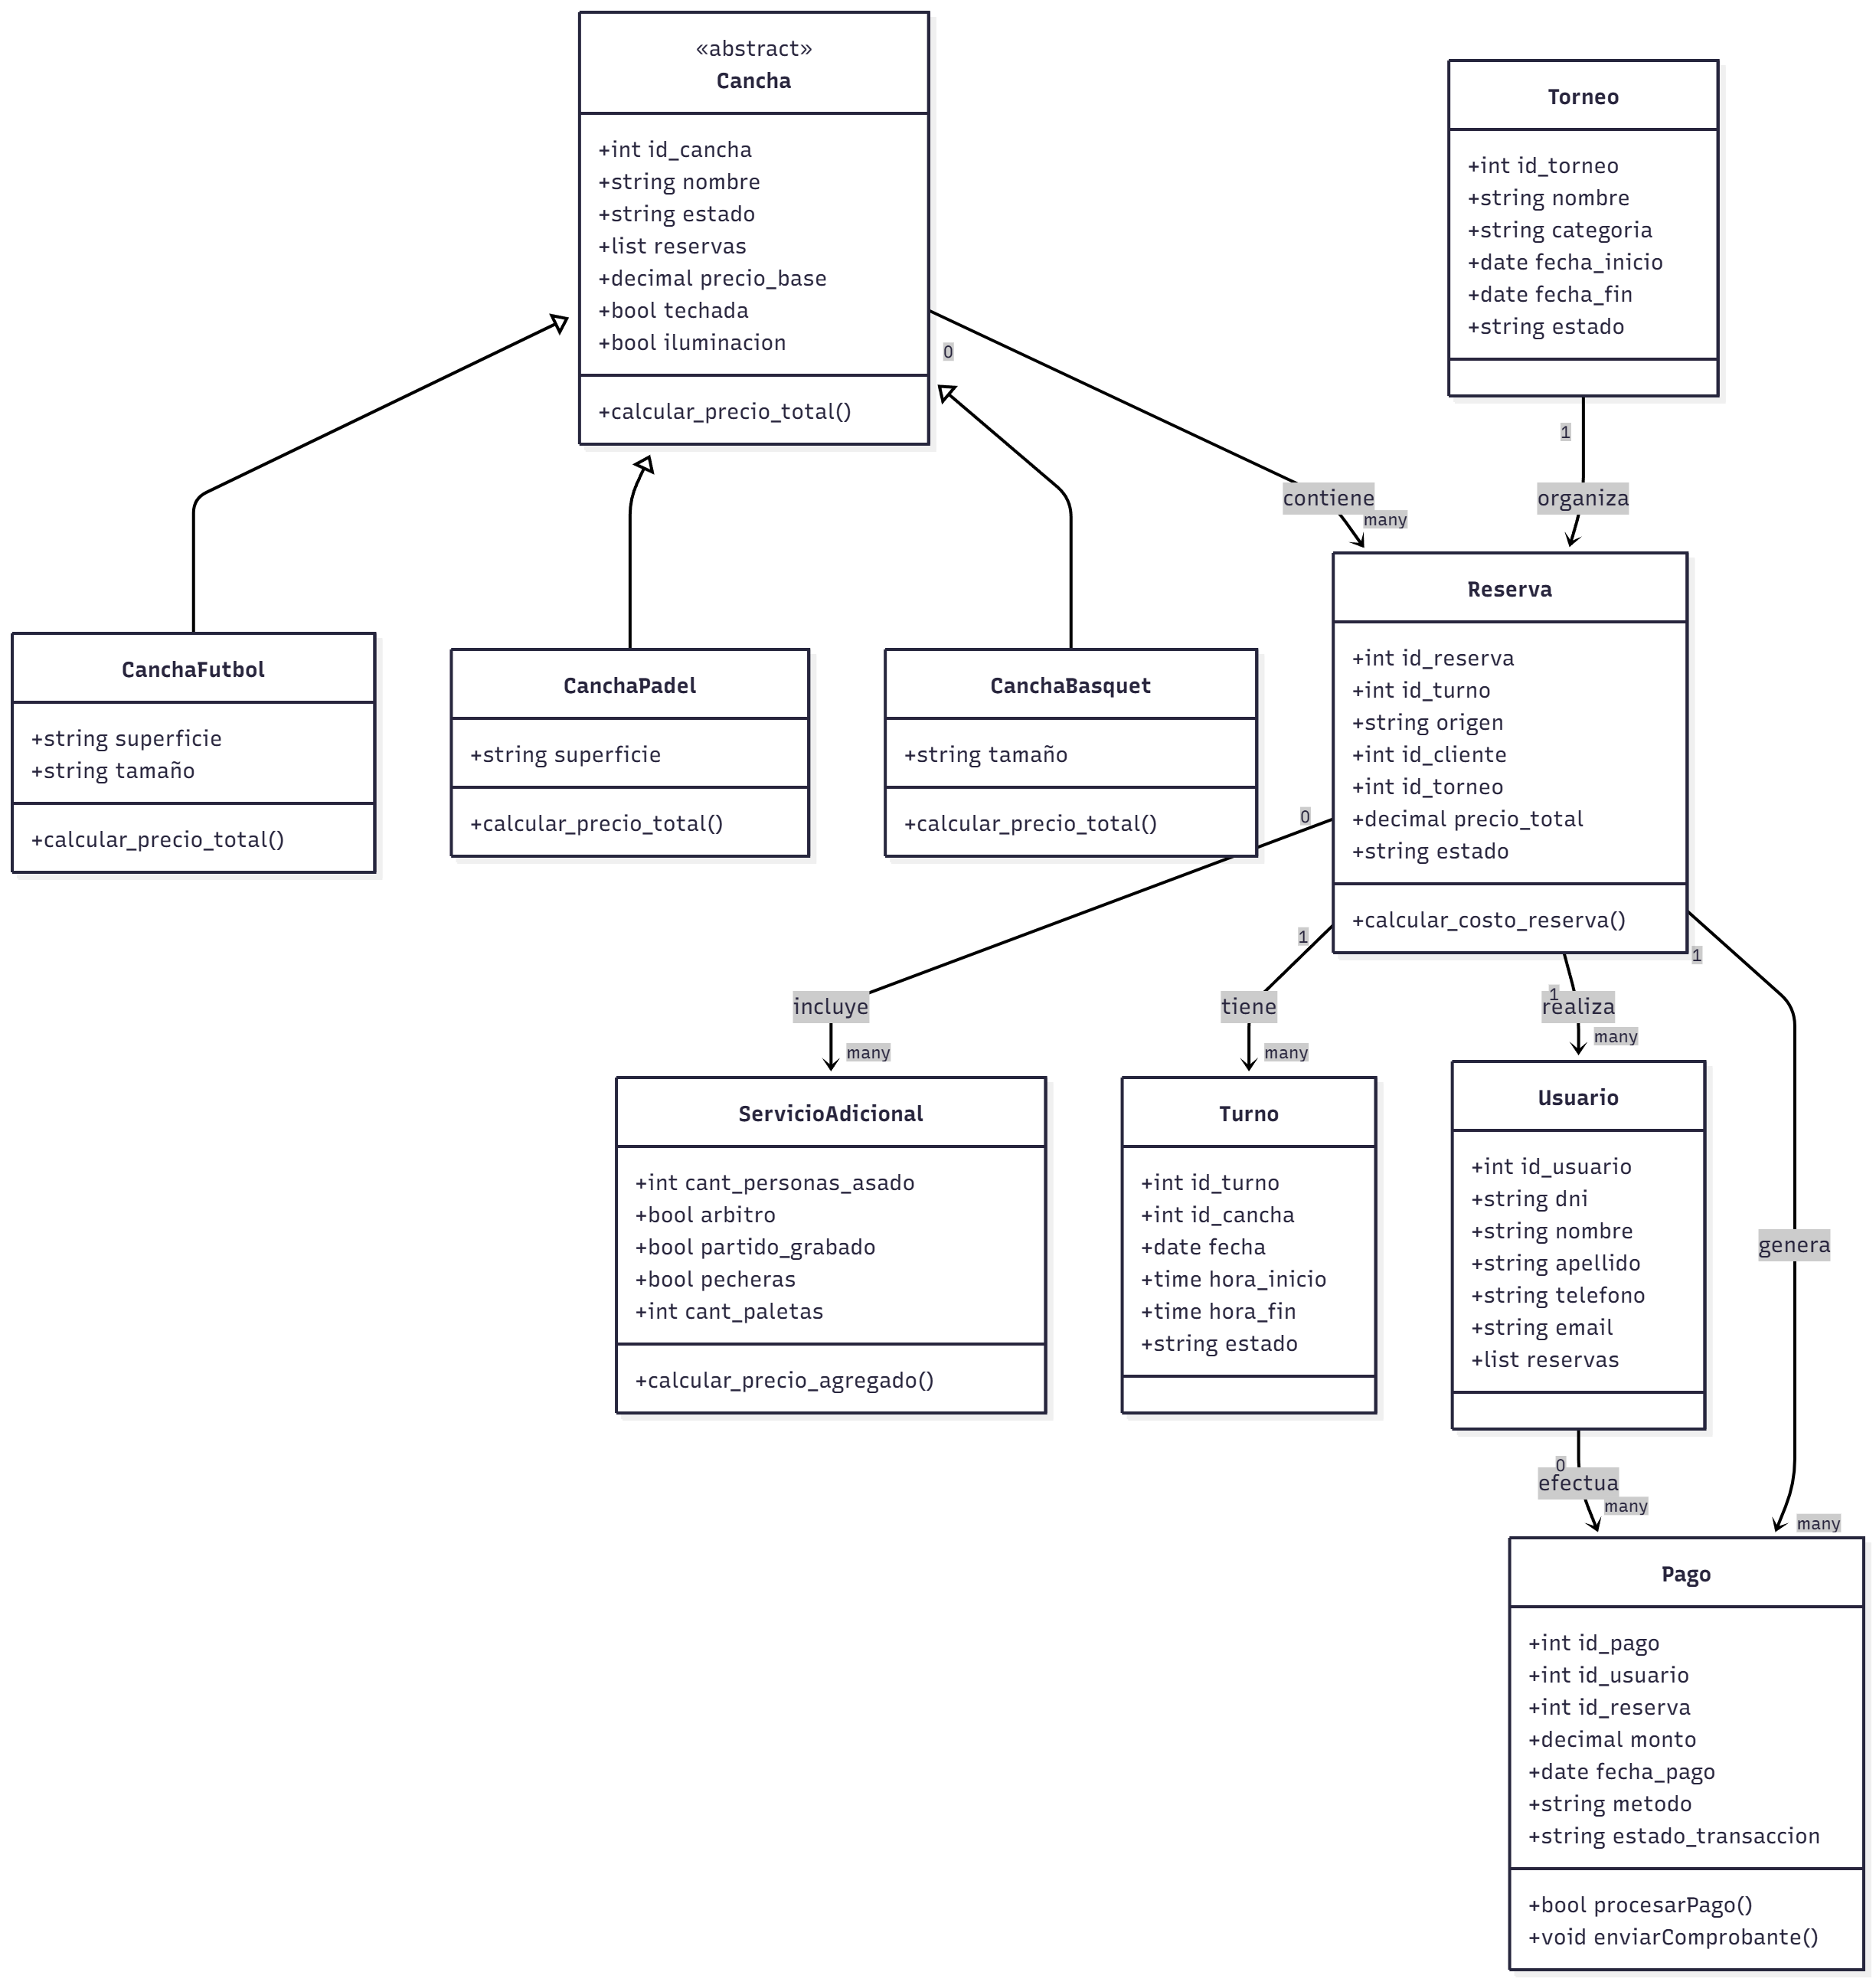 «abstract»
Cancha
+int id_cancha
+string nombre
+string estado
+list reservas
+decimal precio_base
+bool techada
+bool iluminacion
+calcular_precio_total()
Torneo
+int id_torneo
+string nombre
+string categoria
+date fecha_inicio
+date fecha_fin
+string estado
0
1
contiene
many
organiza
CanchaFutbol
+string superficie
+string tamaño
+calcular_precio_total()
CanchaPadel
+string superficie
+calcular_precio_total()
CanchaBasquet
+string tamaño
+calcular_precio_total()
Reserva
+int id_reserva
+int id_turno
+string origen
+int id_cliente
+int id_torneo
+decimal precio_total
+string estado
+calcular_costo_reserva()
0
1
1
1
incluye
many
tiene
many
realiza
many
genera
many
ServicioAdicional
+int cant_personas_asado
+bool arbitro
+bool partido_grabado
+bool pecheras
+int cant_paletas
+calcular_precio_agregado()
Turno
+int id_turno
+int id_cancha
+date fecha
+time hora_inicio
+time hora_fin
+string estado
Usuario
+int id_usuario
+string dni
+string nombre
+string apellido
+string telefono
+string email
+list reservas
0
efectua
many
Pago
+int id_pago
+int id_usuario
+int id_reserva
+decimal monto
+date fecha_pago
+string metodo
+string estado_transaccion
+bool procesarPago()
+void enviarComprobante()